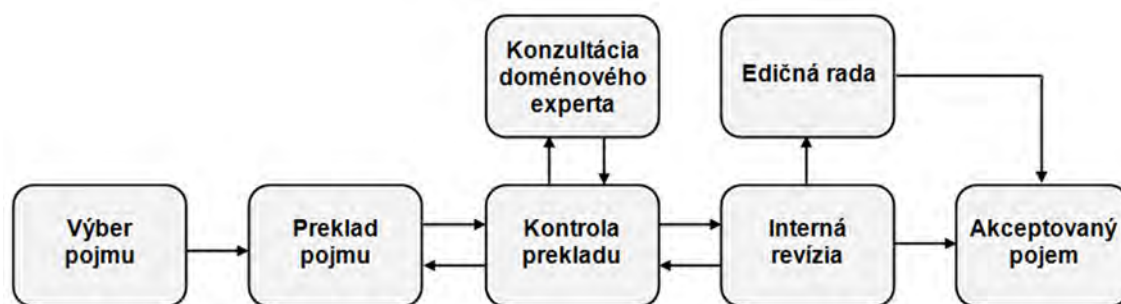 Konzultácia
doménového
experta
Edičná rada
Výber
pojmu
Preklad
pojmu
Kontrola
prekladu
Interná
revízia
Akceptovaný
pojem